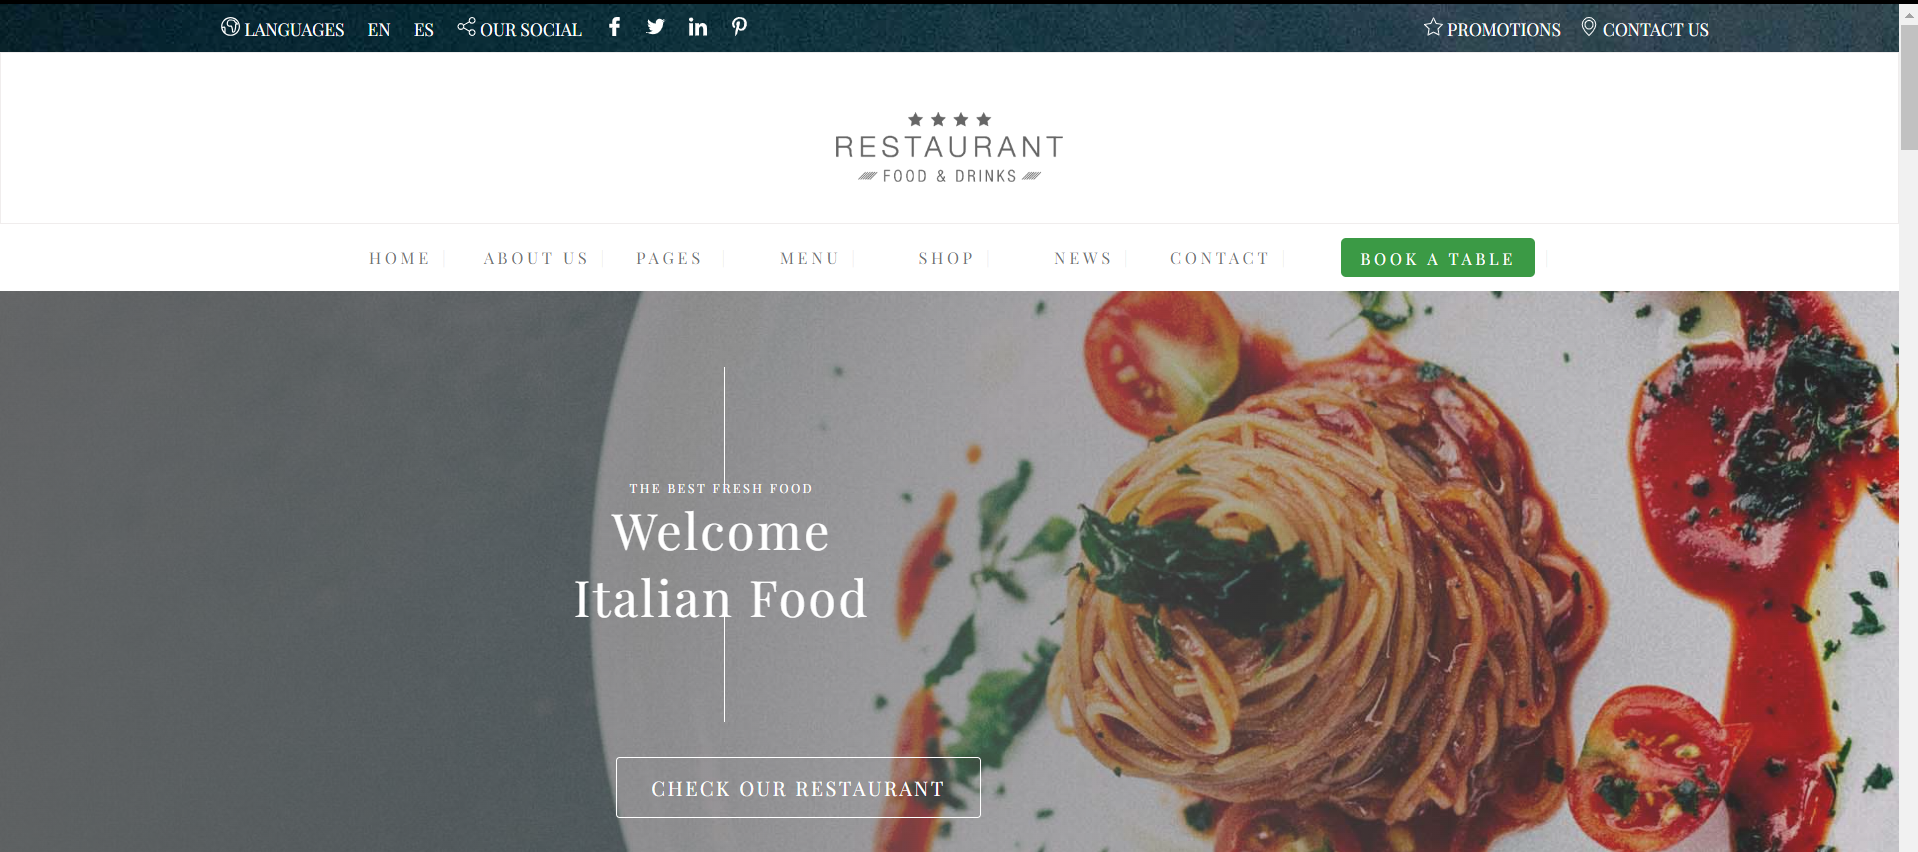 LANGUAGES EN ES OUR SOCIAL PROMOTIONS CONTACT US
RESTAURANT
FOOD & DRINKS
HOME ABOUT US PAGES MENU SHOP NEWS CONTACT BOOK A TABLE
THE BEST FRESH FOOD
Welcome
Italian Food
CHECK OUR RESTAURANT